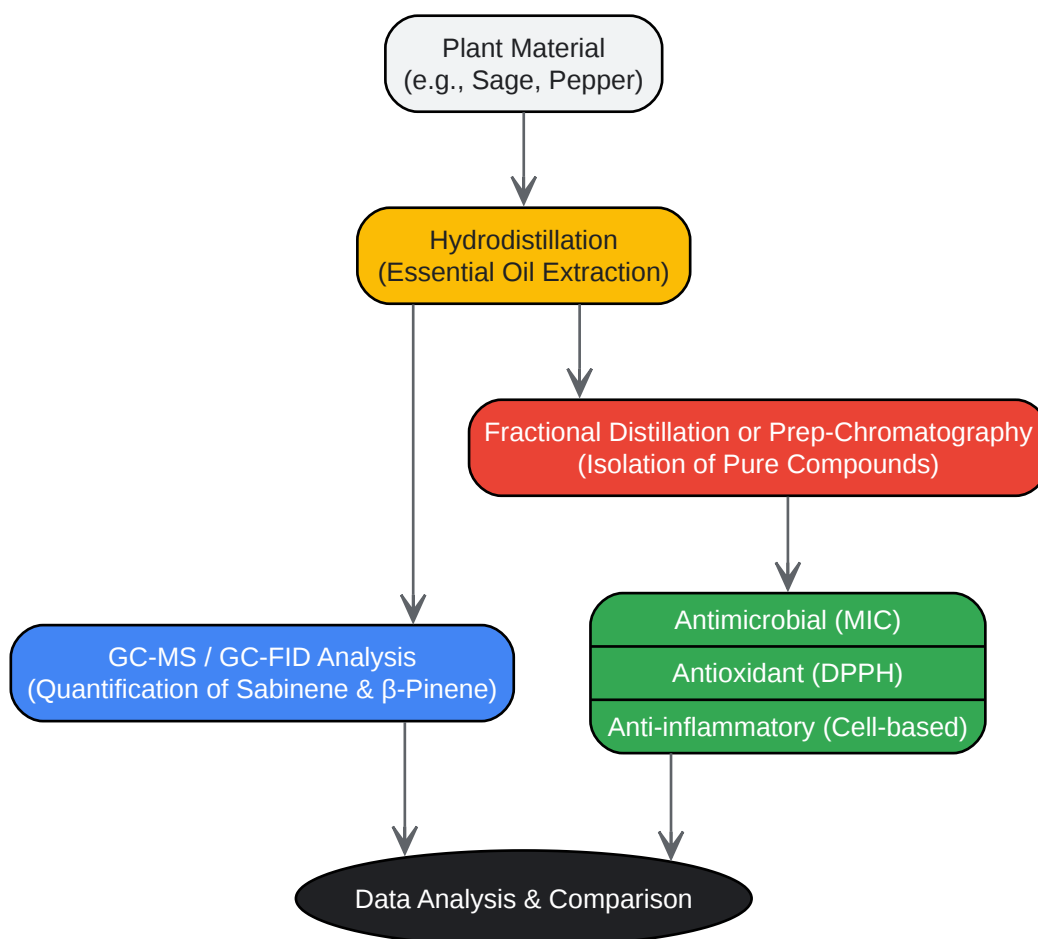 Plant Material
(e.g., Sage, Pepper)
Hydrodistillation
(Essential Oil Extraction)
Fractional Distillation or Prep-Chromatography
(Isolation of Pure Compounds)
GC-MS / GC-FID Analysis
(Quantification of Sabinene & β-Pinene)
Antimicrobial (MIC)
Antioxidant (DPPH)
Anti-inflammatory (Cell-based)
Data Analysis & Comparison